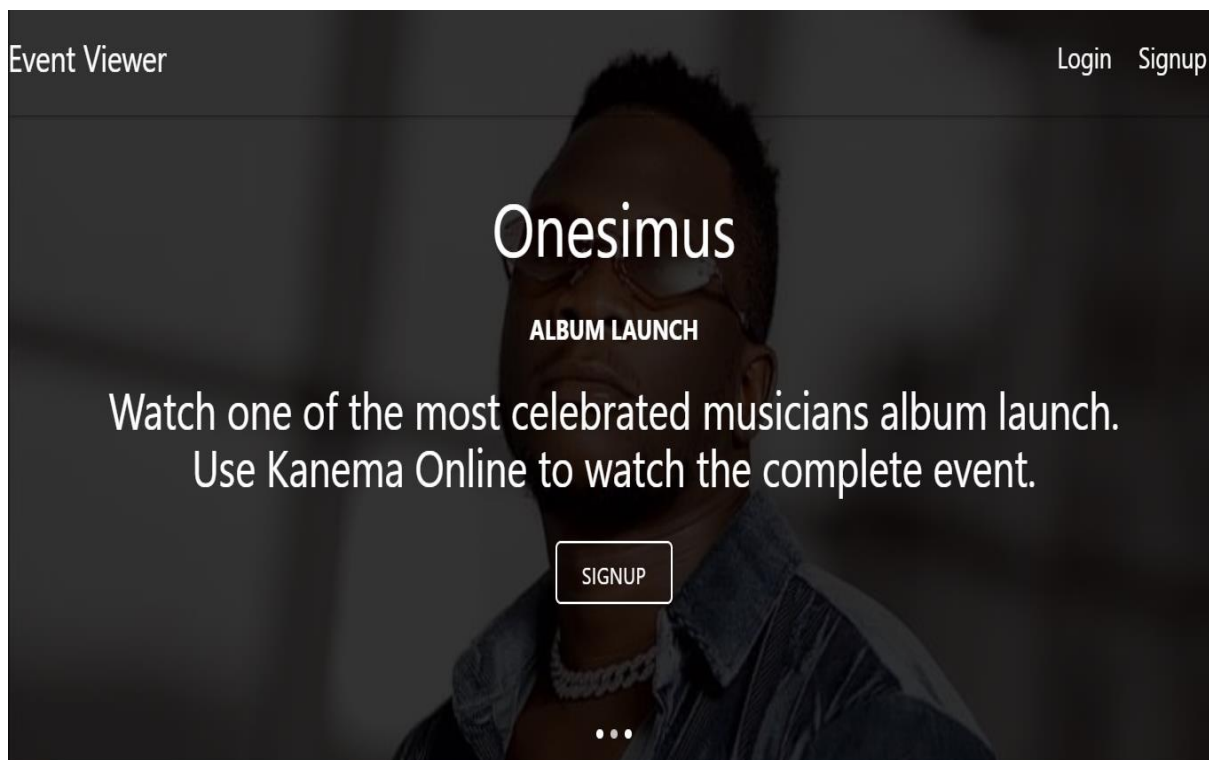 Event Viewer
Login Signup
Onesimus
ALBUM LAUNCH
Watch one of the most celebrated musicians album launch.
Use Kanema Online to watch the complete event.
SIGNUP